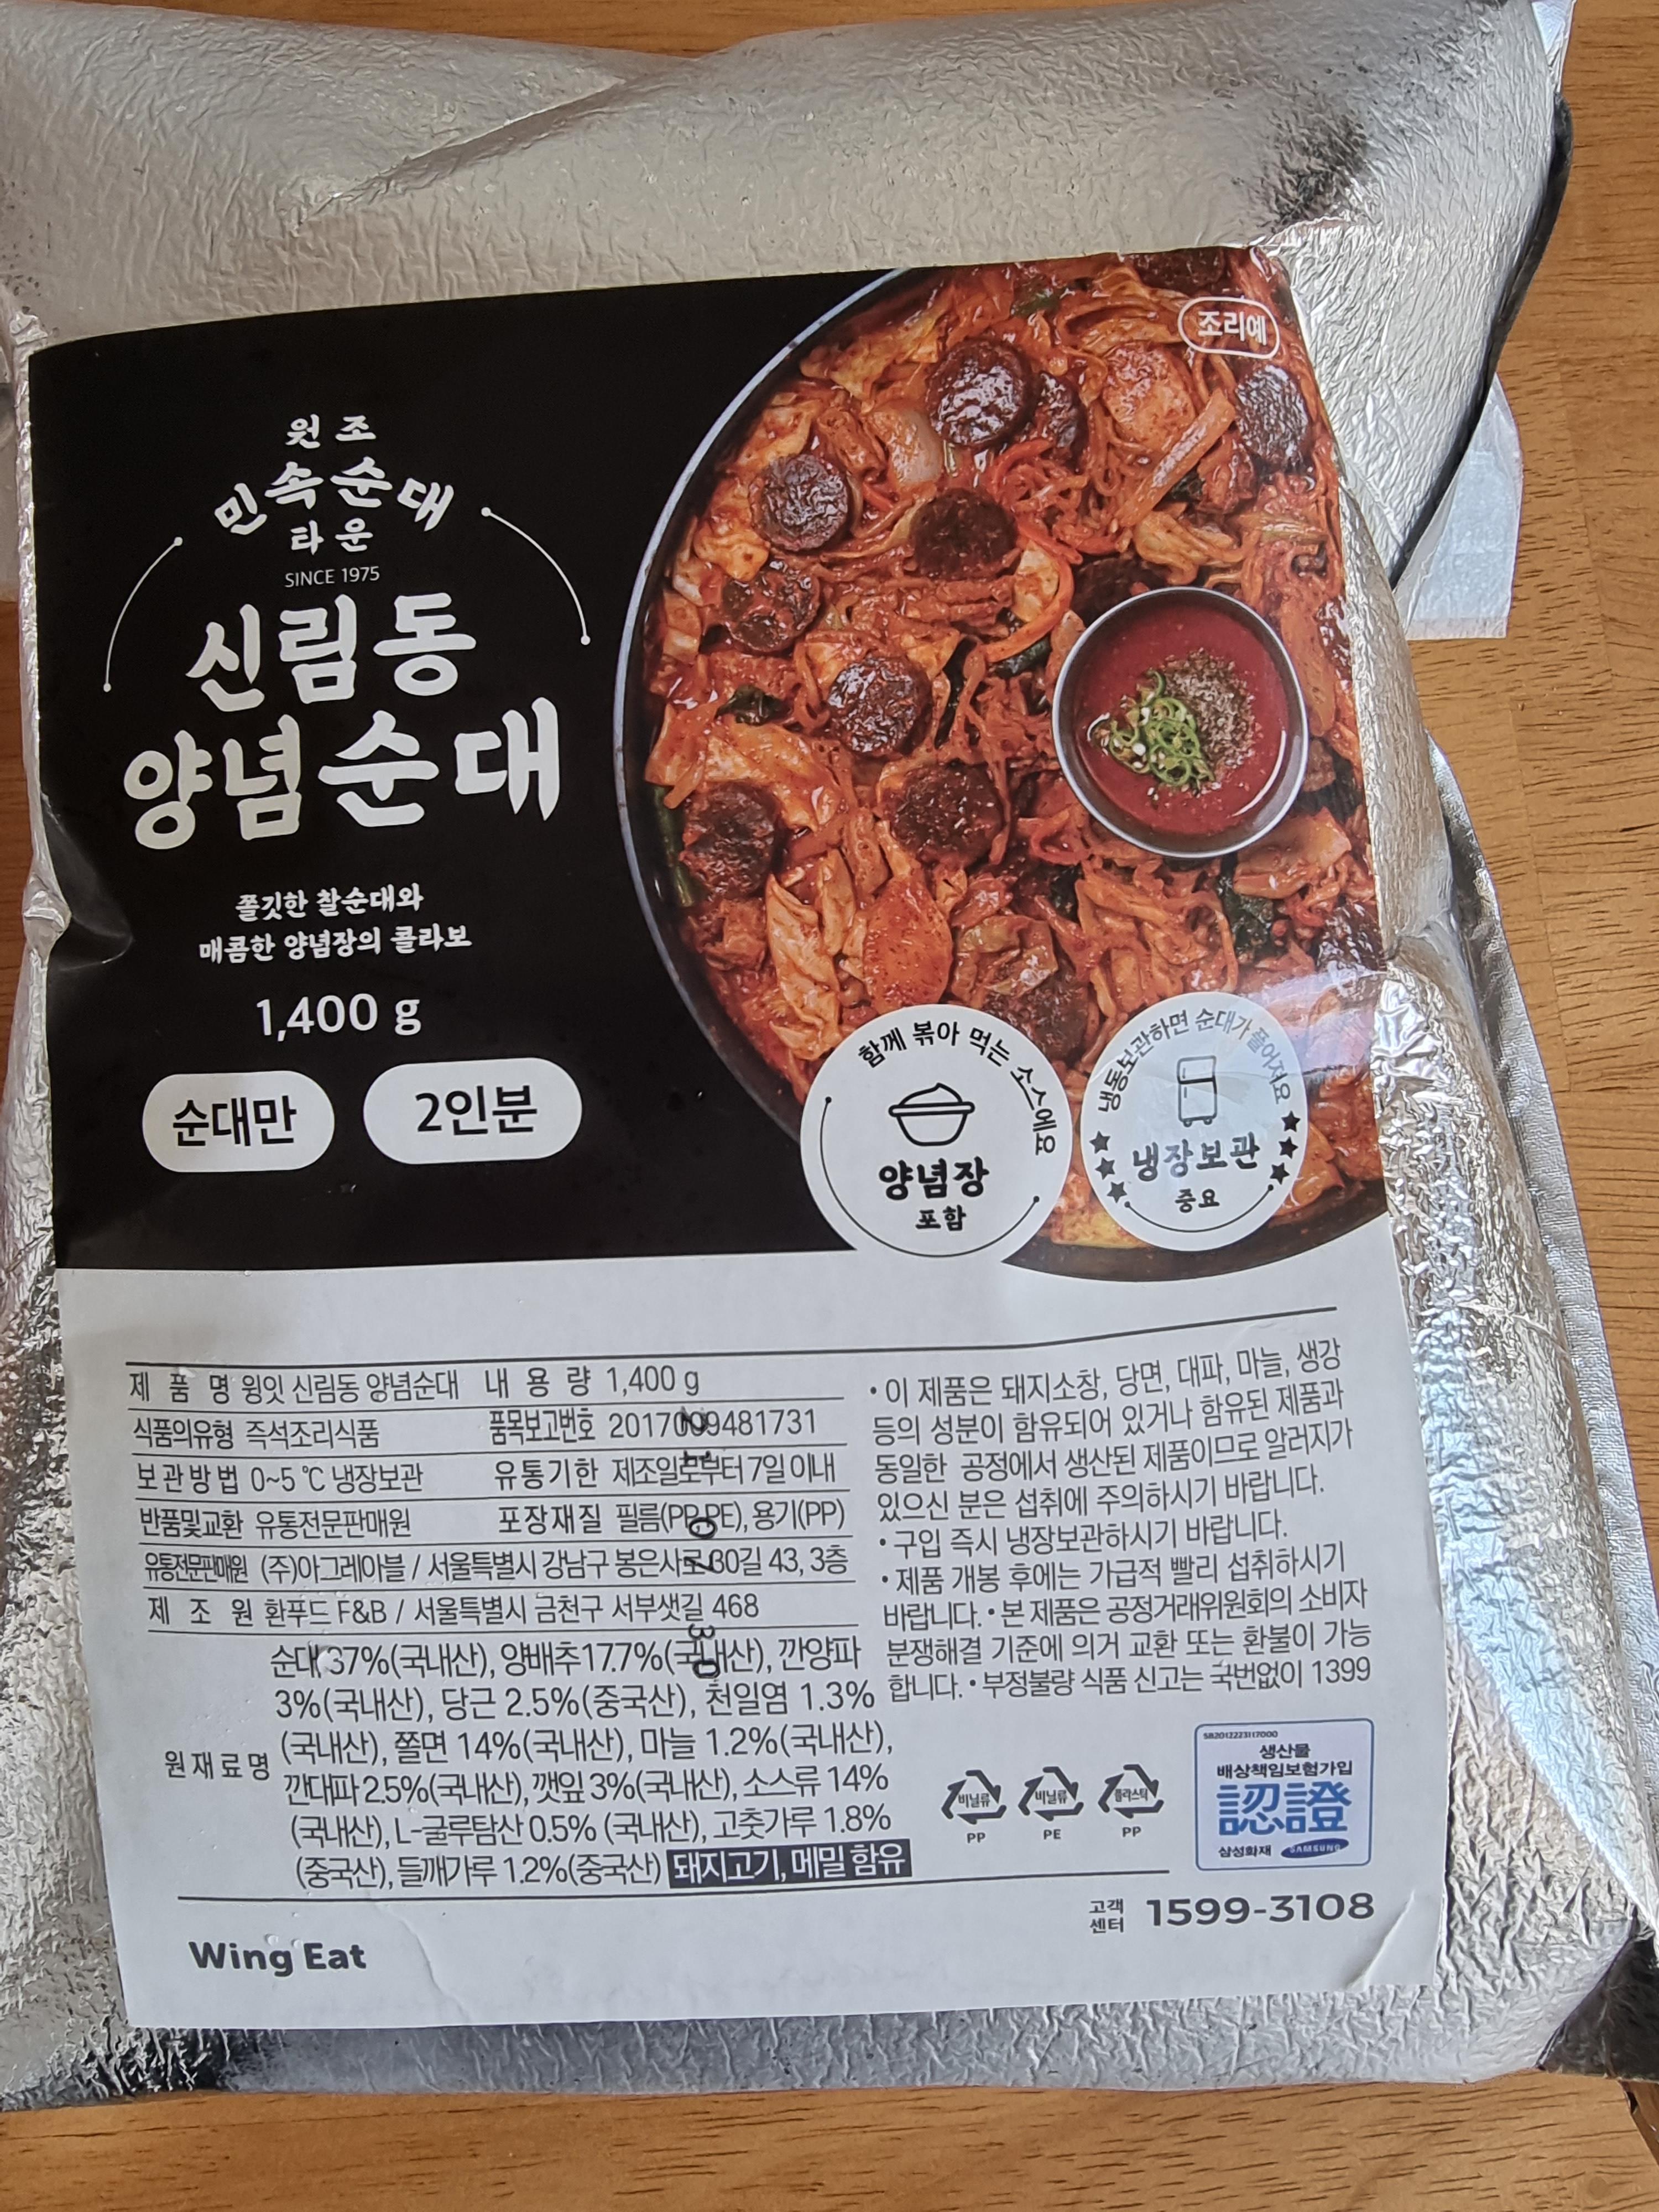 원조
민속순대
타운
SINCE 1975
신림동
양념순대
쫄깃한 찰순대와
매콤한 양념장의 콜라보
1,400 g
순대만
2인분
조리예
함께 볶아 먹는 소스예요
양념장
포함
냉동보관하면 순대가 풀어져요
냉장보관
중요
제 품 명 윙잇 신림동 양념순대 내 용 량 1,400 g
식품의유형 즉석조리식품 품목보고번호 2017009481731
보관방법 0~5 ℃ 냉장보관 유통기한 제조일로부터 7일 이내
반품및교환 유통전문판매원 포장재질 필름(PP,PE), 용기(PP)
유통전문판매원 (주)아그레아블 / 서울특별시 강남구 봉은사로30길 43, 3층
제 조 원 환푸드 F&B / 서울특별시 금천구 서부샛길 468
원재료명
순대 37%(국내산), 양배추17.7%(국내산), 깐양파
3%(국내산), 당근 2.5%(중국산), 천일염 1.3%
(국내산), 쫄면 14%(국내산), 마늘 1.2%(국내산),
깐대파 2.5%(국내산), 깻잎 3%(국내산), 소스류 14%
(국내산), L-굴루탐산 0.5% (국내산), 고춧가루 1.8%
(중국산), 들깨가루 1.2%(중국산) 돼지고기, 메밀 함유
• 이 제품은 돼지소창, 당면, 대파, 마늘, 생강
등의 성분이 함유되어 있거나 함유된 제품과
동일한 공정에서 생산된 제품이므로 알러지가
있으신 분은 섭취에 주의하시기 바랍니다.
• 구입 즉시 냉장보관하시기 바랍니다.
• 제품 개봉 후에는 가급적 빨리 섭취하시기
바랍니다. • 본 제품은 공정거래위원회의 소비자
분쟁해결 기준에 의거 교환 또는 환불이 가능
합니다. • 부정불량 식품 신고는 국번없이 1399
비닐류
PP
비닐류
PE
플라스틱
PP
생산물
배상책임보험가입
認證
삼성화재 SAMSUNG
고객
센터 1599-3108
Wing Eat